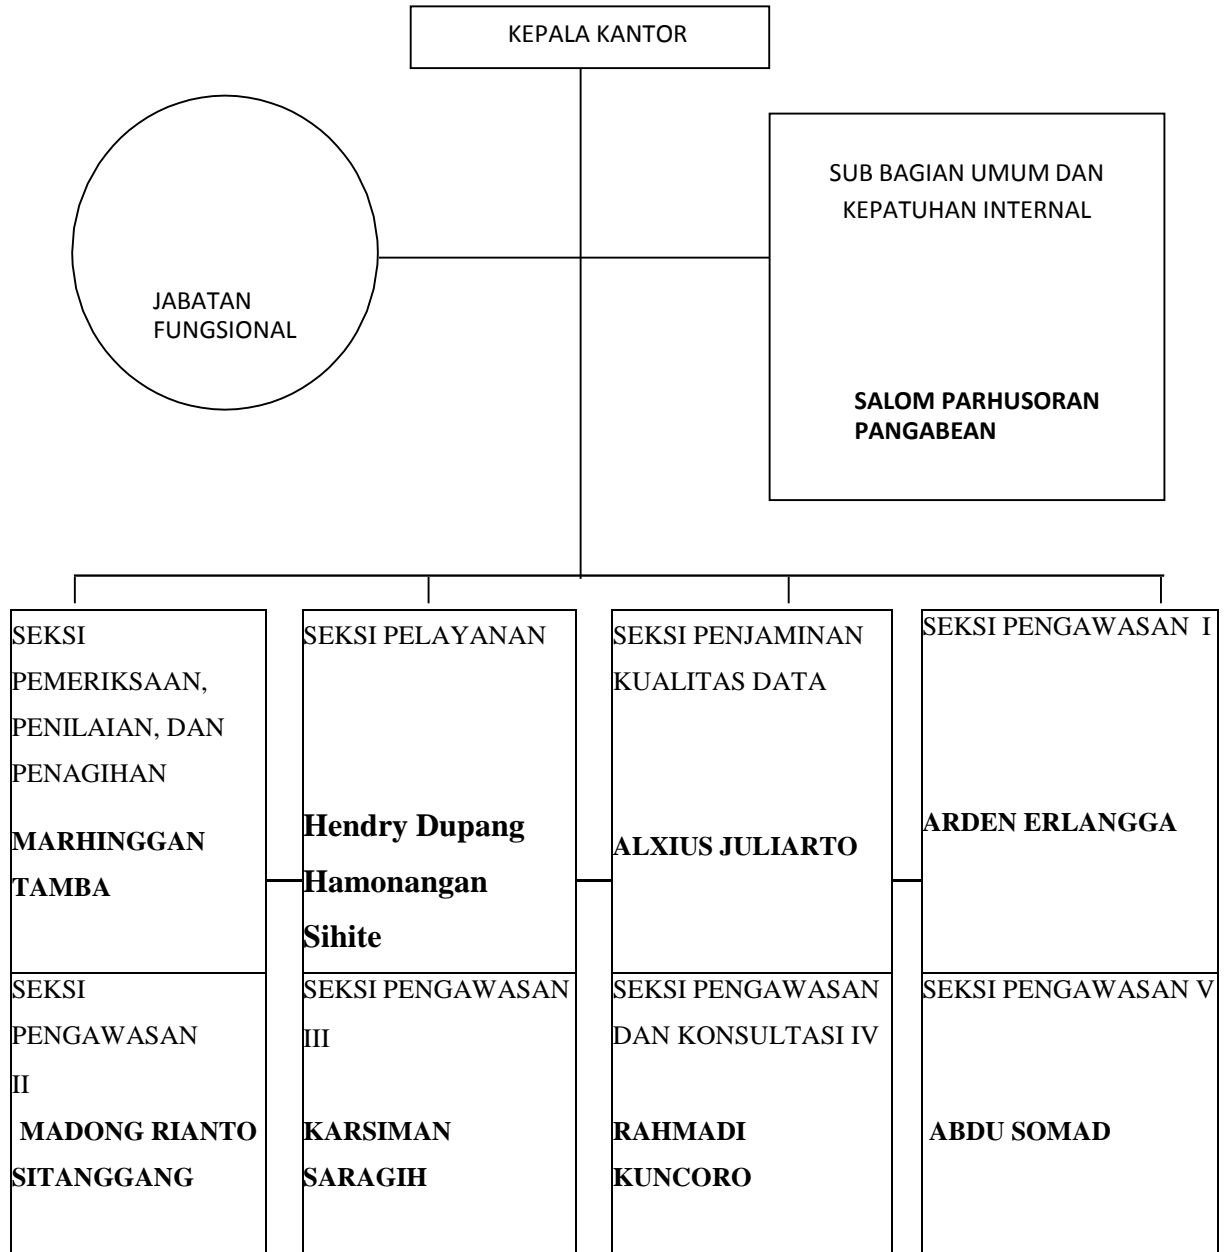 KEPALA KANTOR
SUB BAGIAN UMUM DAN
KEPATUHAN INTERNAL
JABATAN
FUNGSIONAL
SALOM PARHUSORAN
PANGABEAN
SEKSI
PEMERIKSAAN,
PENILAIAN, DAN
PENAGIHAN
MARHINGGAN
TAMBA
SEKSI PELAYANAN
Hendry Dupang
Hamonangan
Sihite
SEKSI PENJAMINAN
KUALITAS DATA
ALXIUS JULIARTO
SEKSI PENGAWASAN I
ARDEN ERLANGGA
SEKSI
PENGAWASAN
II
MADONG RIANTO
SITANGGANG
SEKSI PENGAWASAN
III
KARSIMAN
SARAGIH
SEKSI PENGAWASAN
DAN KONSULTASI IV
RAHMADI
KUNCORO
SEKSI PENGAWASAN V
ABDU SOMAD